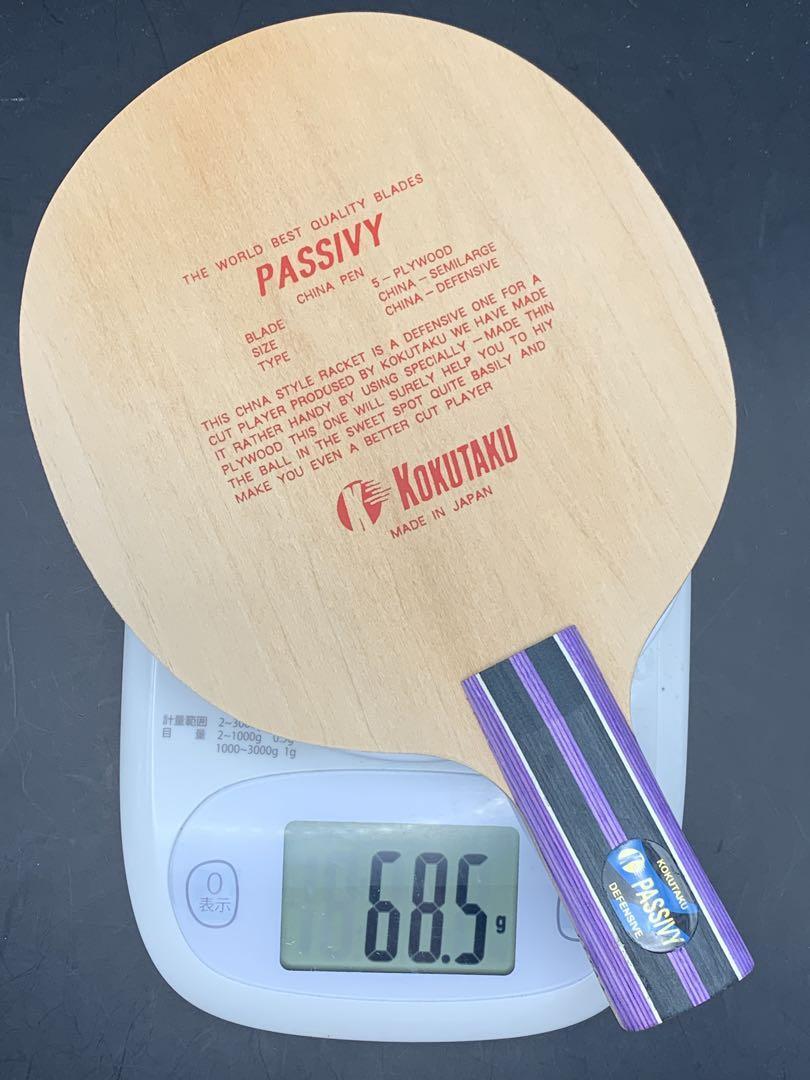 THE WORLD BEST QUALITY BLADES
PASSIVY
CHINA PEN
BLADE 5-PLYWOOD
SIZE CHINA-SEMILARGE
TYPE CHINA-DEFENSIVE
THIS CHNA STYLE RACKET IS A DEFENSIVE ONE FOR A
CUT PLAYER PRODUSED BY KOKUTAKU WE HAVE MADE
IT RATHER HANDY BY USING SPECIALLY-MADE THIN
PLYWOOD THIS ONE WILL SURELY HELP YOU TO HIY
THE BALL IN THE SWEET SPOT QUITE BASILY AND
MAKE YOU EVEN A BETTER CUT PLAYER
KOKUTAKU
MADE IN JAPAN
計量範囲
目 量 2~1000g
1000~3000g 1g
0
表示
68.5g
KOKUTAKU
PASSIVY
DEFENSIVE